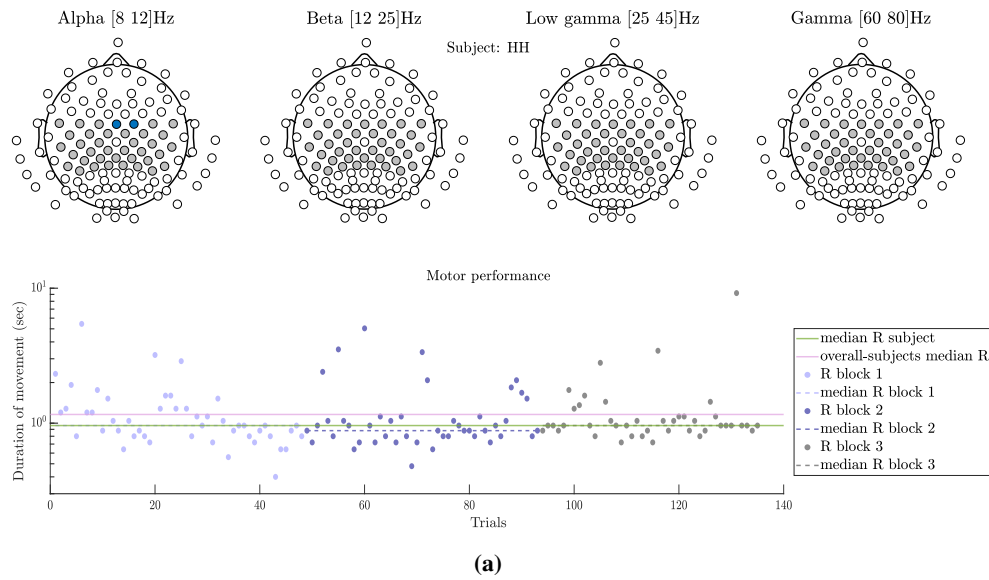 Alpha [8 12]Hz Beta [12 25]Hz Low gamma [25 45]Hz Gamma [60 80]Hz
Subject: HH
Motor performance
Duration of movement (sec)
10^1
10^0
0 20 40 60 80 100 120 140
Trials
median R subject
overall-subjects median R
R block 1
median R block 1
R block 2
median R block 2
R block 3
median R block 3
(a)